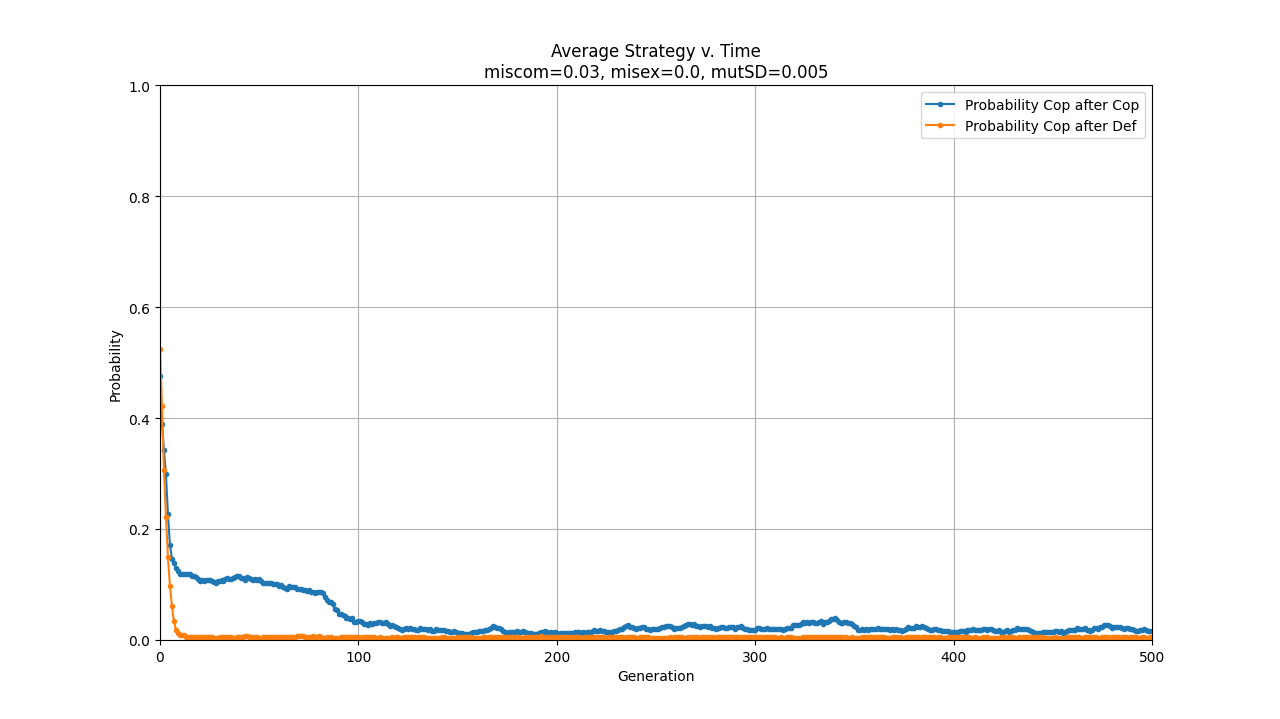 Average Strategy v. Time
miscom=0.03, misex=0.0, mutSD=0.005
Probability Cop after Cop
Probability Cop after Def
1.0
0.8
0.6
0.4
0.2
0.0
Probability
0 100 200 300 400 500
Generation